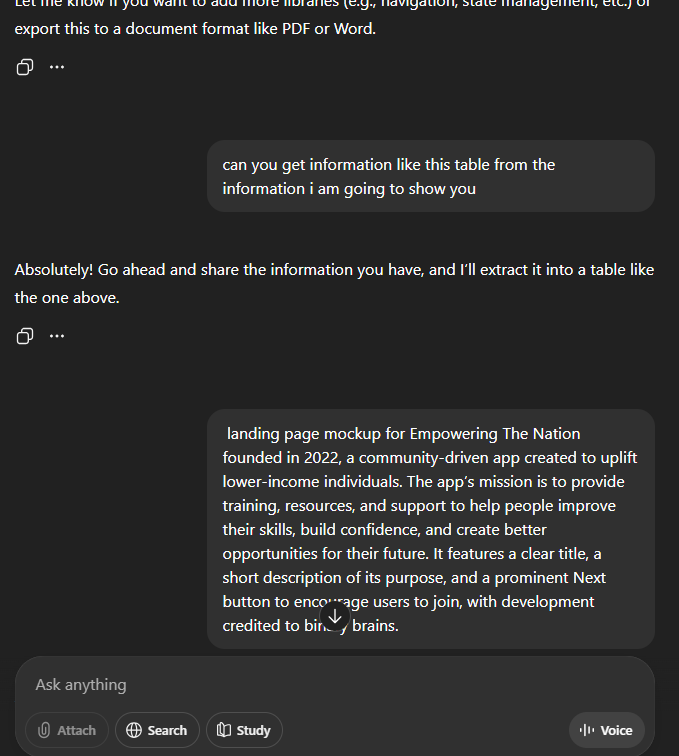 Let me know if you want to add more libraries (e.g., navigation, state management, etc.) or
export this to a document format like PDF or Word.
can you get information like this table from the
information i am going to show you
Absolutely! Go ahead and share the information you have, and I'll extract it into a table like
the one above.
landing page mockup for Empowering The Nation
founded in 2022, a community-driven app created to uplift
lower-income individuals. The app's mission is to provide
training, resources, and support to help people improve
their skills, build confidence, and create better
opportunities for their future. It features a clear title, a
short description of its purpose, and a prominent Next
button to encourage users to join, with development
credited to binary brains.
Ask anything
Attach
Search
Study
Voice